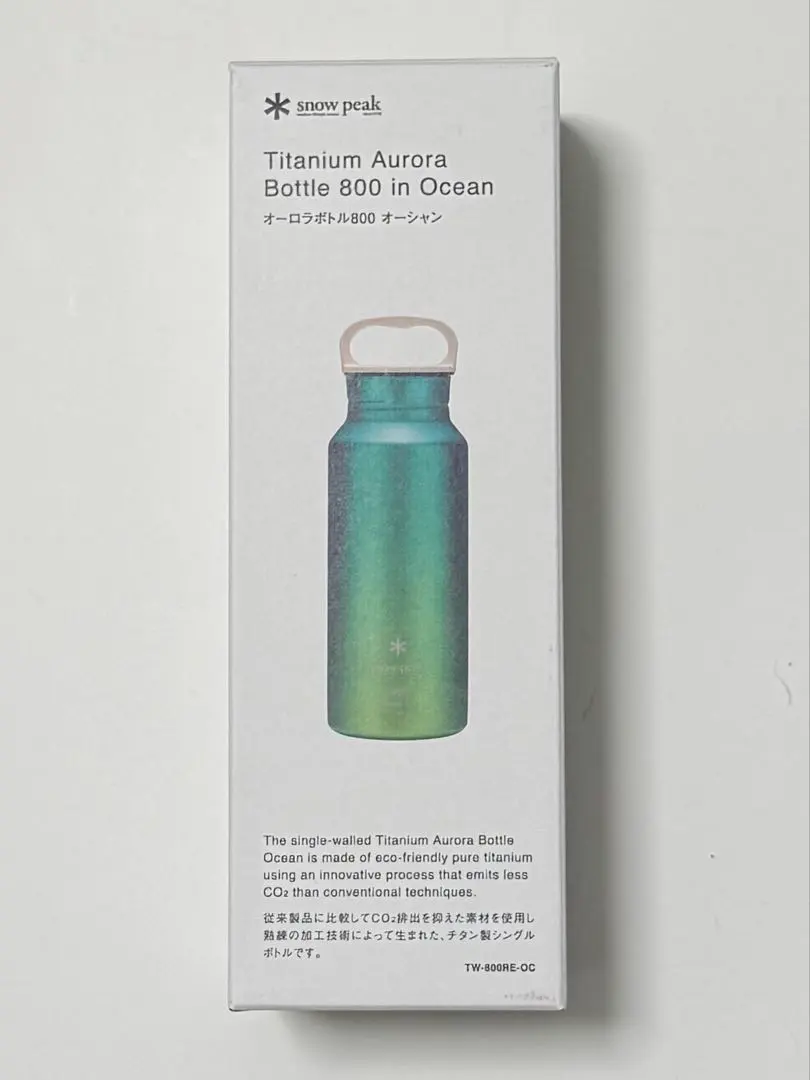 snow peak
Titanium Aurora
Bottle 800 in Ocean
オーロラボトル800 オーシャン
The single-walled Titanium Aurora Bottle
Ocean is made of eco-friendly pure titanium
using an innovative process that emits less
CO₂ than conventional techniques.
従来製品に比較してCO₂排出を抑えた素材を使用し
熟練の加工技術によって生まれた、チタン製シングル
ボトルです。
TW-800RE-OC